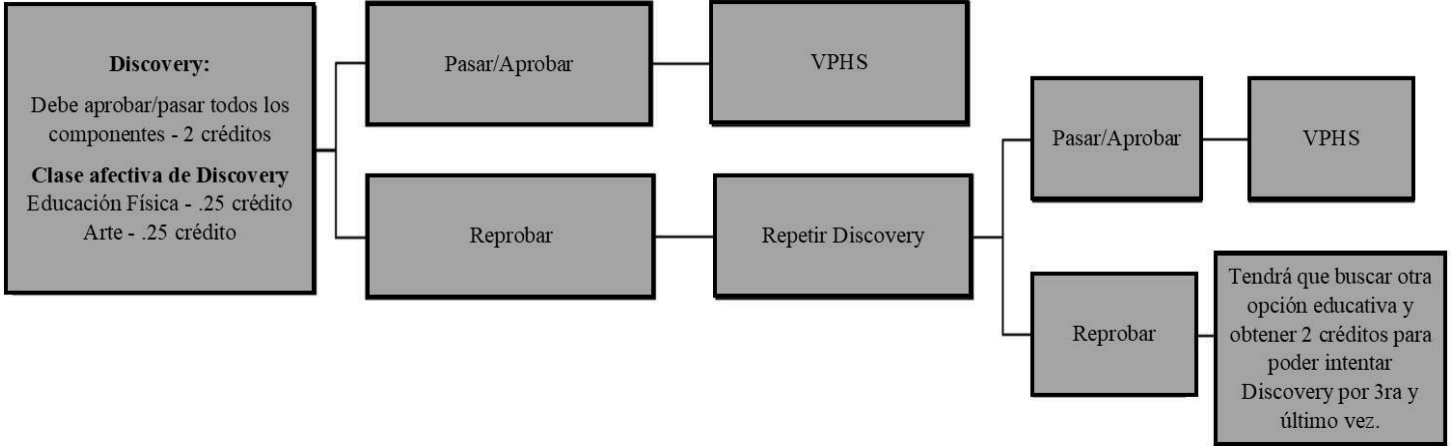 Discovery:
Debe aprobar/pasar todos los
componentes - 2 créditos
Clase afectiva de Discovery
Educación Física - .25 crédito
Arte - .25 crédito
Pasar/Aprobar
VPHS
Reprobar
Repetir Discovery
Pasar/Aprobar
VPHS
Reprobar
Tendrá que buscar otra
opción educativa y
obtener 2 créditos para
poder intentar
Discovery por 3ra y
último vez.